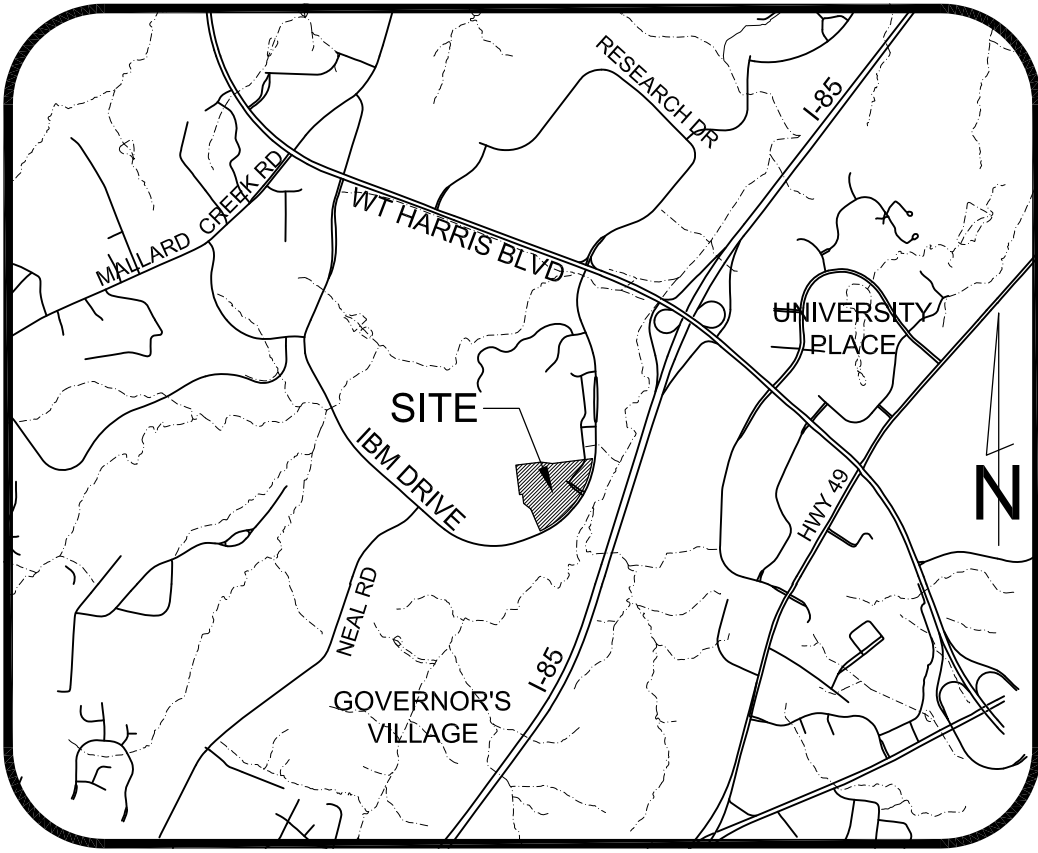 RESEARCH DR
I-85
MALLARD CREEK RD
WT HARRIS BLVD
UNIVERSITY
PLACE
SITE
IBM DRIVE
HWY 49
N
NEAL RD
I-85
GOVERNOR'S
VILLAGE